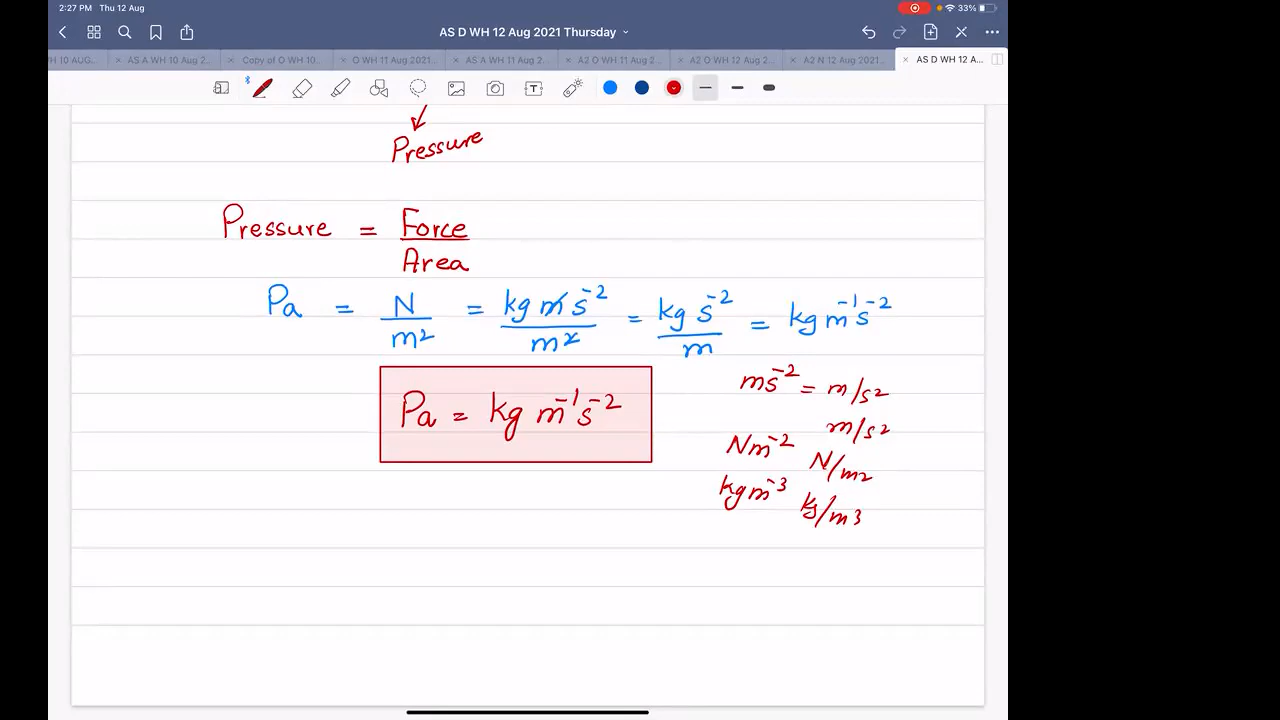 2:27 PM Thu 12 Aug
33%
AS D WH 12 Aug 2021 Thursday
WH 10 AUG... AS A WH 10 Aug 2... Copy of O WH 10... O WH 11 Aug 2021... AS A WH 11 Aug 2... A2 O WH 11 Aug 2... A2 O WH 12 Aug 2... A2 N 12 Aug 2021... AS D WH 12 A...
Pressure
Pressure = Force/Area
Pa = N/m² = kg m s⁻²/m² = kg s⁻²/m = kg m⁻¹ s⁻²
Pa = kg m⁻¹ s⁻²
ms⁻² = m/s²
m/s²
Nm⁻² N/m2
kgm⁻³ kg/m3